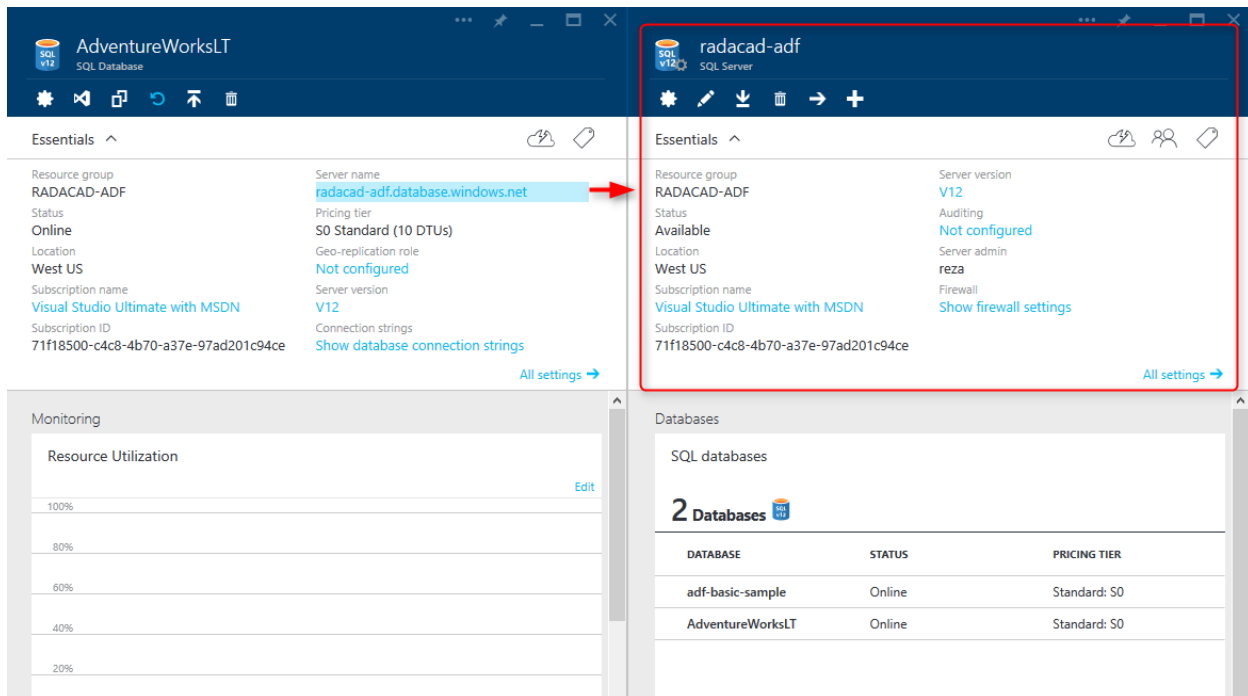 AdventureWorksLT
SQL Database
Essentials
Resource group
RADACAD-ADF
Status
Online
Location
West US
Subscription name
Visual Studio Ultimate with MSDN
Subscription ID
71f18500-c4c8-4b70-a37e-97ad201c94ce
Server name
radacad-adf.database.windows.net
Pricing tier
S0 Standard (10 DTUs)
Geo-replication role
Not configured
Server version
V12
Connection strings
Show database connection strings
All settings
Monitoring
Resource Utilization
Edit
100%
80%
60%
40%
20%
SQL
v12
radacad-adf
SQL Server
SQL
v12
Essentials
Resource group
RADACAD-ADF
Status
Available
Location
West US
Subscription name
Visual Studio Ultimate with MSDN
Subscription ID
71f18500-c4c8-4b70-a37e-97ad201c94ce
Server version
V12
Auditing
Not configured
Server admin
reza
Firewall
Show firewall settings
All settings
Databases
SQL databases
2 Databases
SQL
v12
DATABASE STATUS PRICING TIER
adf-basic-sample Online Standard: S0
AdventureWorksLT Online Standard: S0